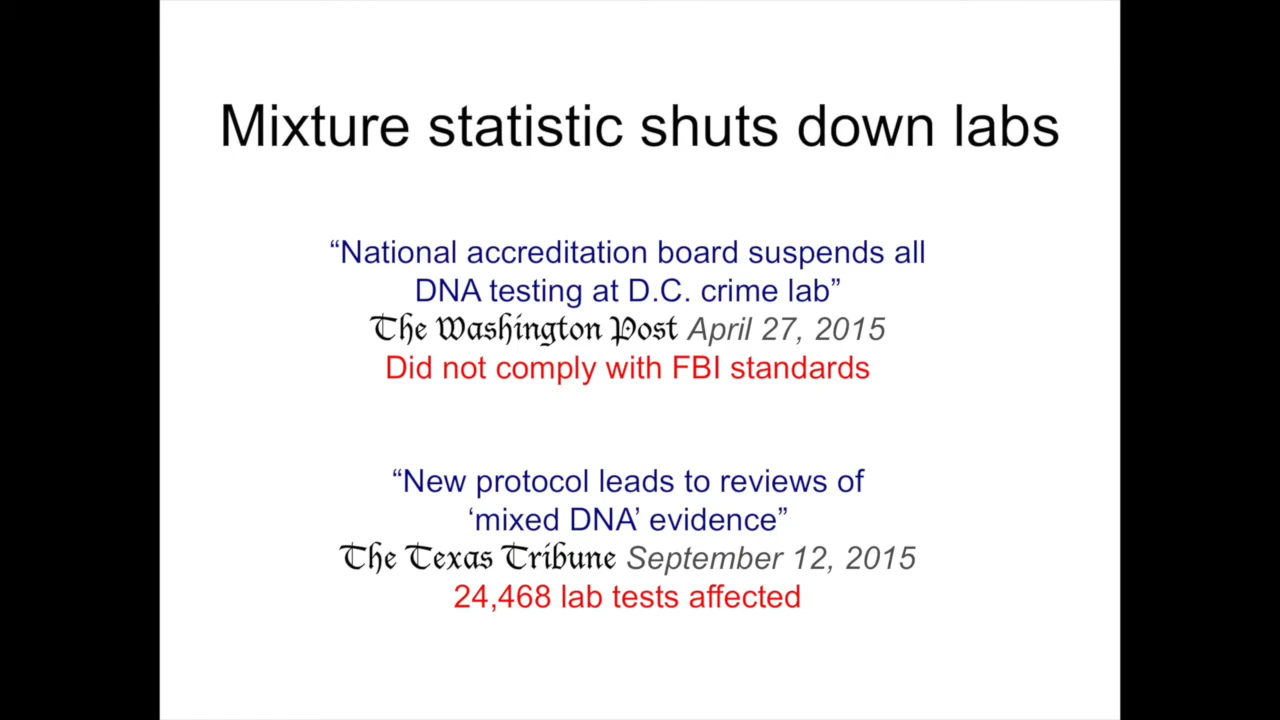 Mixture statistic shuts down labs
“National accreditation board suspends all
DNA testing at D.C. crime lab”
The Washington Post April 27, 2015
Did not comply with FBI standards
“New protocol leads to reviews of
‘mixed DNA’ evidence”
The Texas Tribune September 12, 2015
24,468 lab tests affected